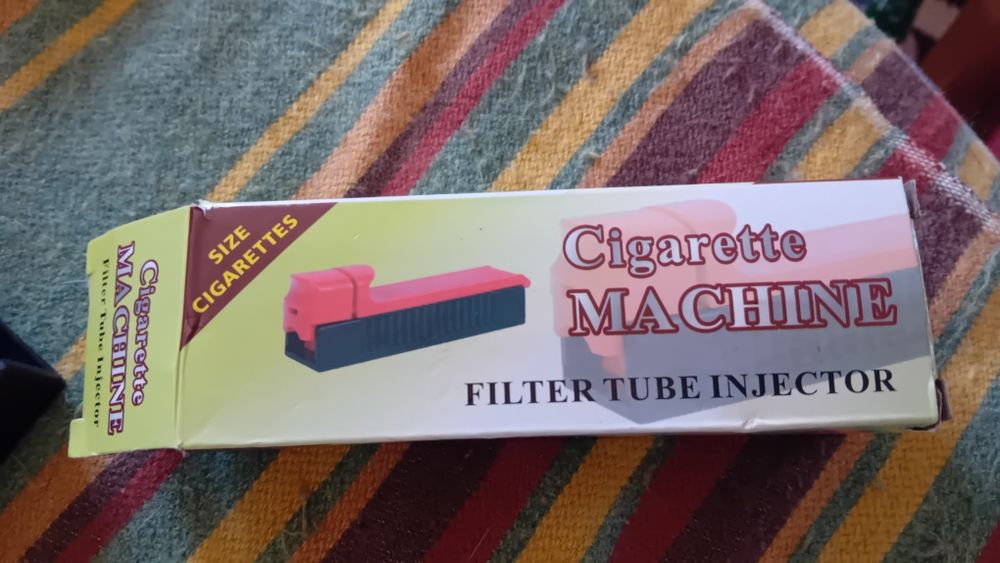 SIZE
CIGARETTES
Cigarette
MACHINE
FILTER TUBE INJECTOR
Cigarette
MACHINE
Filter Tube Injector